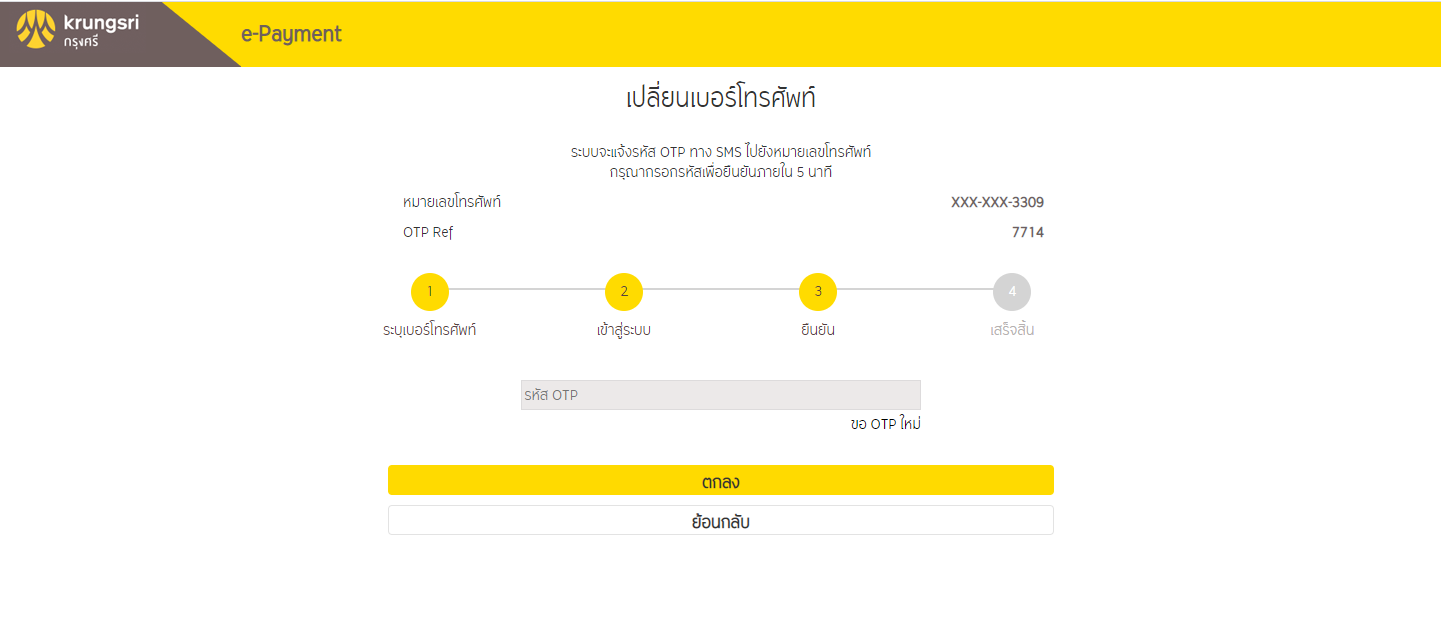 krungsri
กรุงศรี
e-Payment
เปลี่ยนเบอร์โทรศัพท์
ระบบจะแจ้งรหัส OTP ทาง SMS ไปยังหมายเลขโทรศัพท์
กรุณากรอกรหัสเพื่อยืนยันภายใน 5 นาที
หมายเลขโทรศัพท์ XXX-XXX-3309
OTP Ref 7714
1 2 3 4
ระบุเบอร์โทรศัพท์ เข้าสู่ระบบ ยืนยัน เสร็จสิ้น
รหัส OTP
ขอ OTP ใหม่
ตกลง
ย้อนกลับ